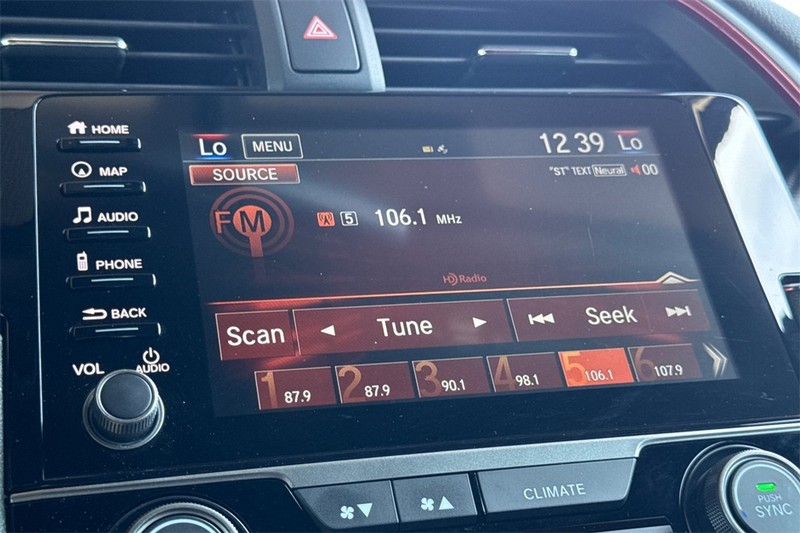 HOME
MAP
AUDIO
PHONE
BACK
VOL AUDIO
Lo MENU 12 39 Lo
SOURCE "ST" TEXT Neural 00
FM 5 106.1 MHz
HD Radio
Scan Tune Seek
1 87.9 2 87.9 3 90.1 4 98.1 5 106.1 6 107.9
CLIMATE
PUSH
SYNC